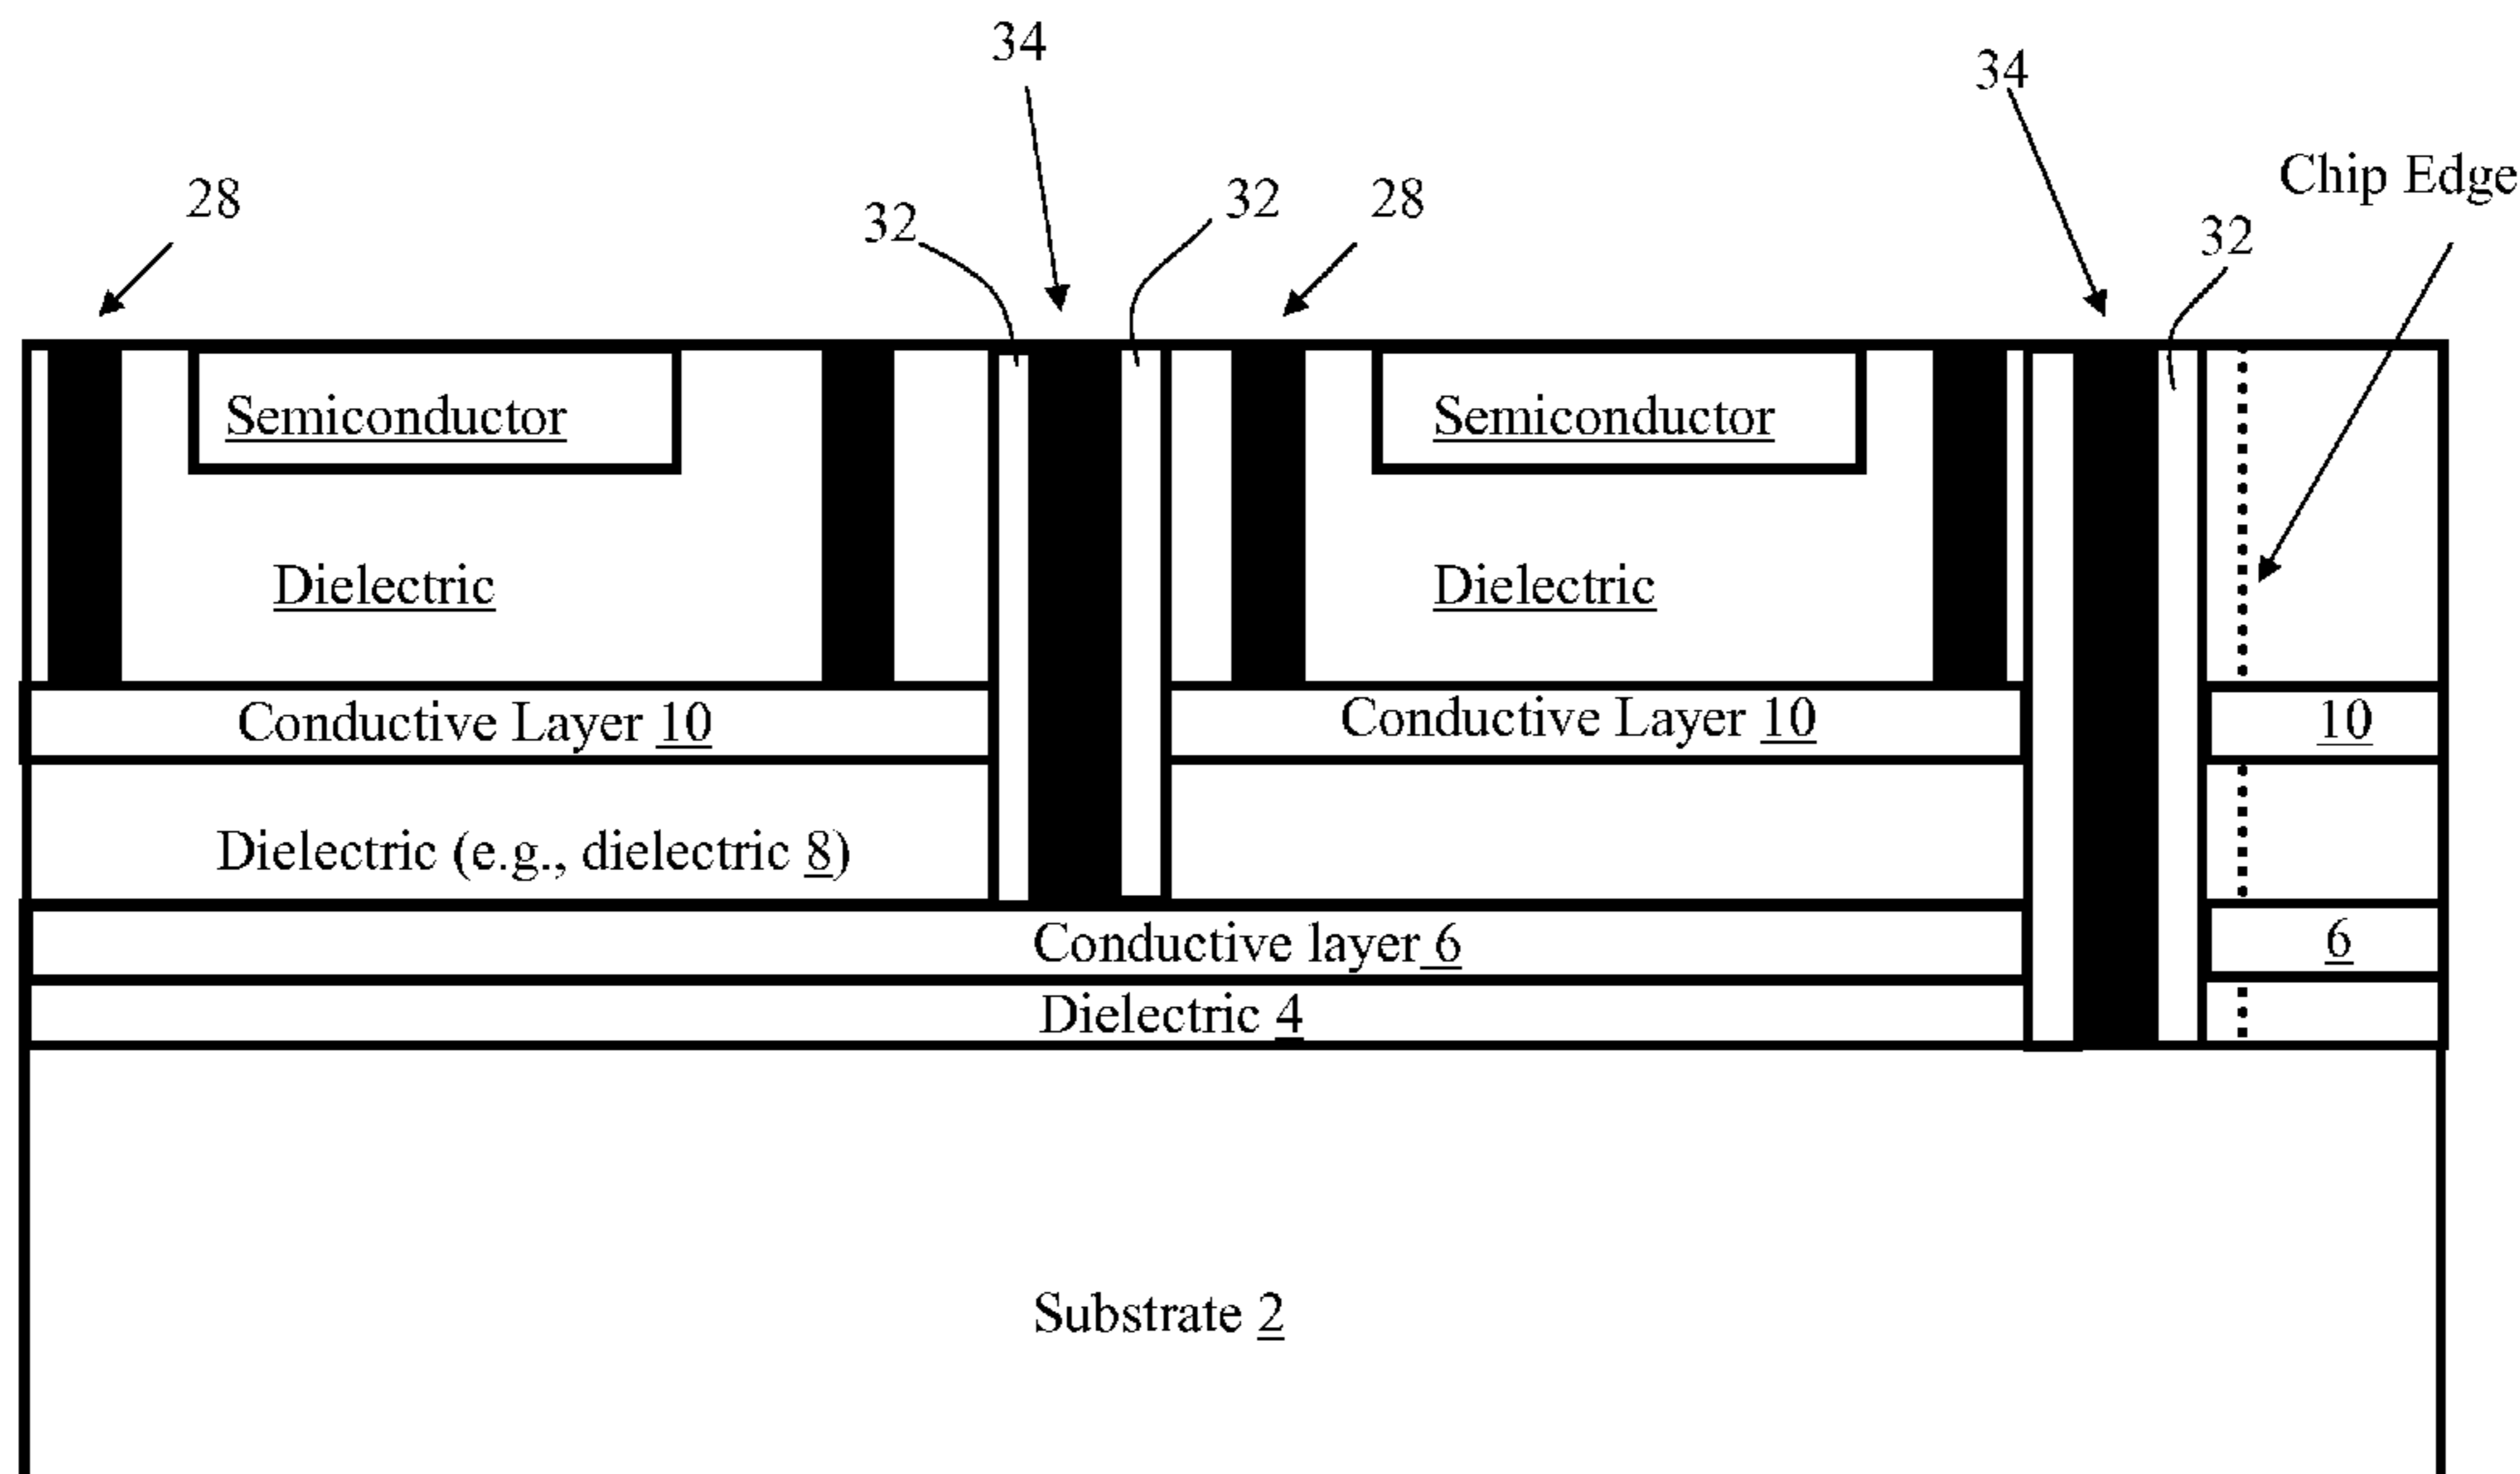 34
34
Chip Edge
28
32
32
28
32
Semiconductor
Semiconductor
Dielectric
Dielectric
Conductive Layer 10
Conductive Layer 10
10
Dielectric (e.g., dielectric 8)
Conductive layer 6
6
Dielectric 4
Substrate 2